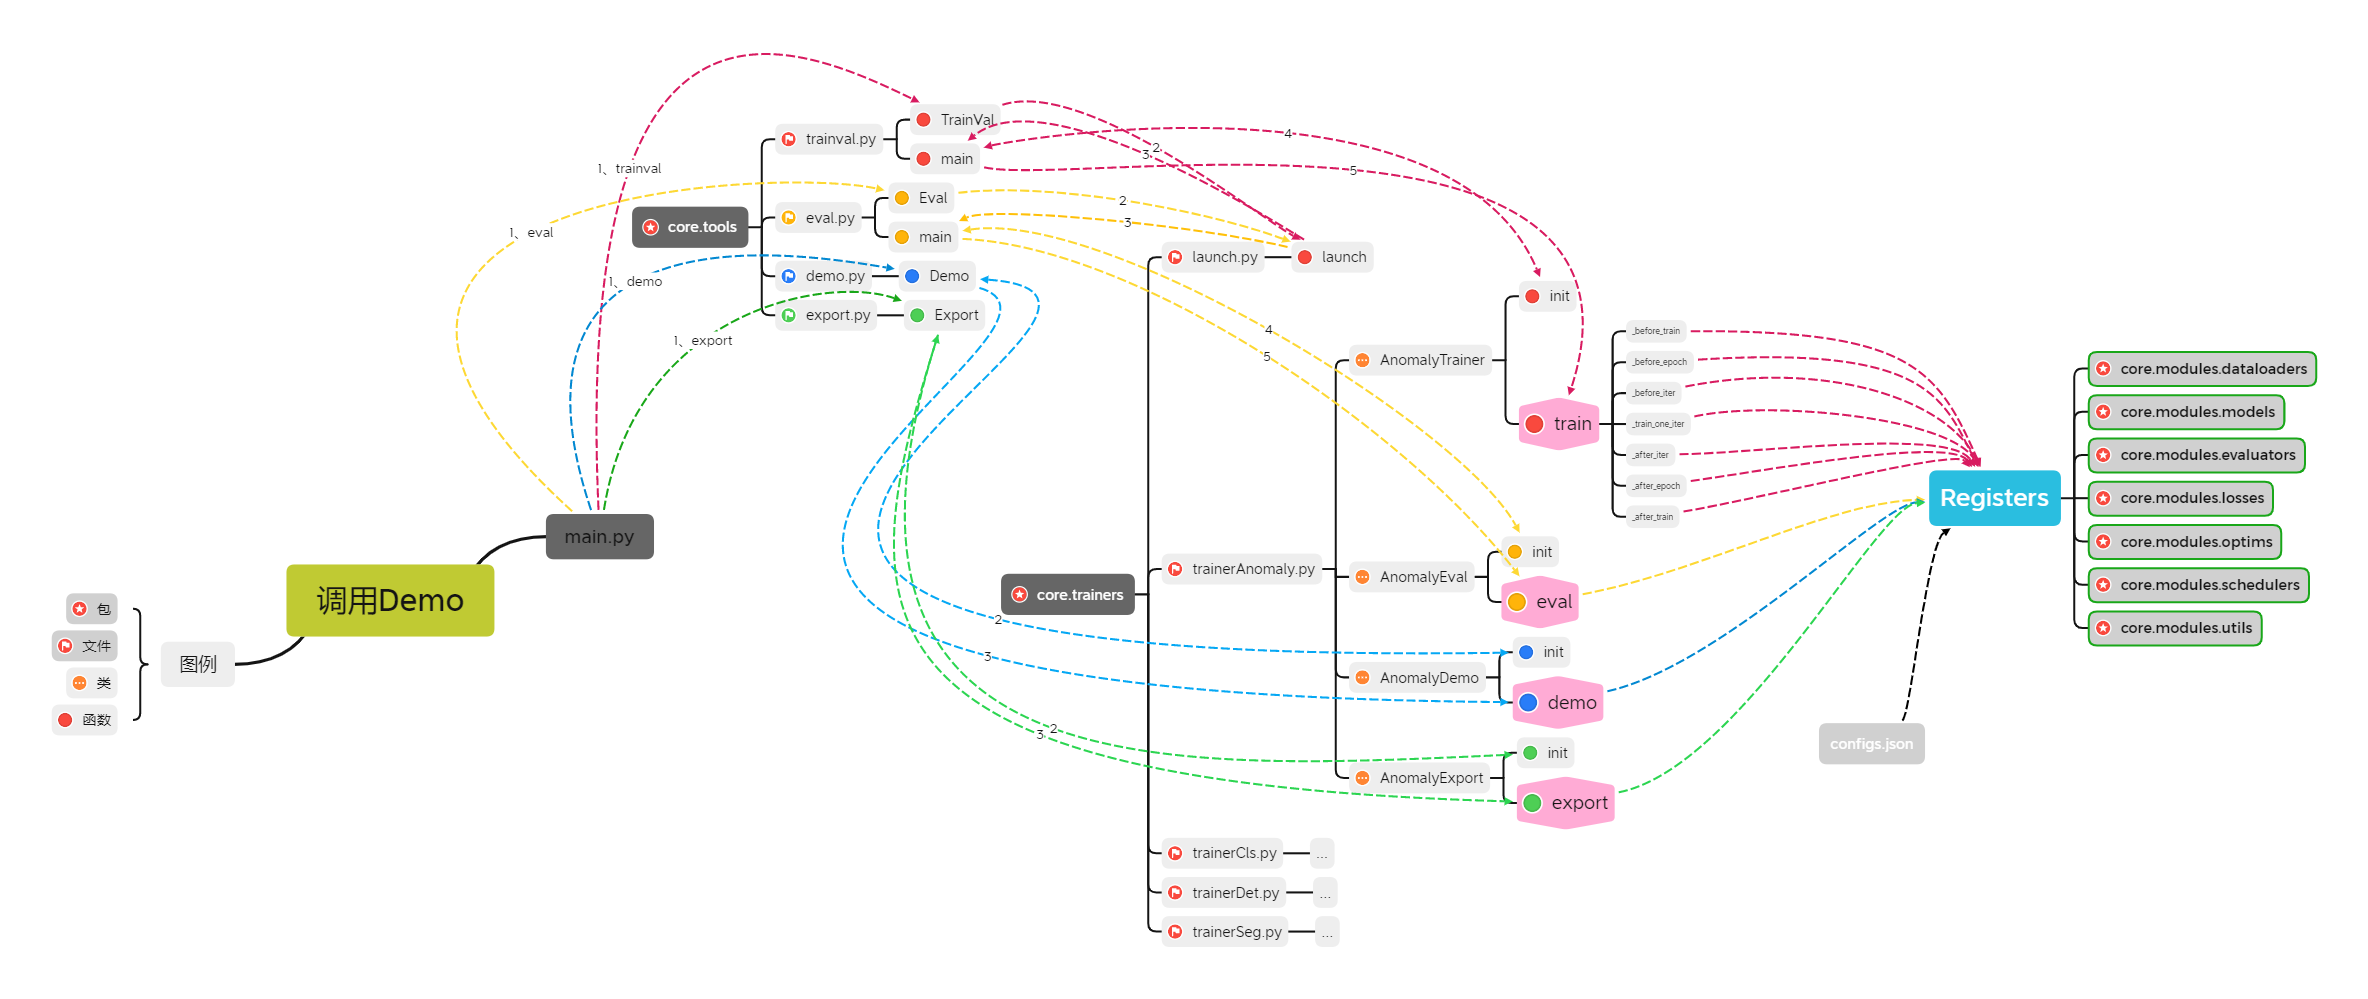 调用Demo
图例
包
文件
类
函数
main.py
1、trainval
1、eval
1、demo
1、export
core.tools
trainval.py
TrainVal
main
eval.py
Eval
main
demo.py
Demo
export.py
Export
2
3
4
5
2
3
4
5
2
3
2
3
core.trainers
launch.py
launch
trainerAnomaly.py
AnomalyTrainer
init
train
_before_train
_before_epoch
_before_iter
_train_one_iter
_after_iter
_after_epoch
_after_train
AnomalyEval
init
eval
AnomalyDemo
init
demo
AnomalyExport
init
export
trainerCls.py
...
trainerDet.py
...
trainerSeg.py
...
Registers
configs.json
core.modules.dataloaders
core.modules.models
core.modules.evaluators
core.modules.losses
core.modules.optims
core.modules.schedulers
core.modules.utils